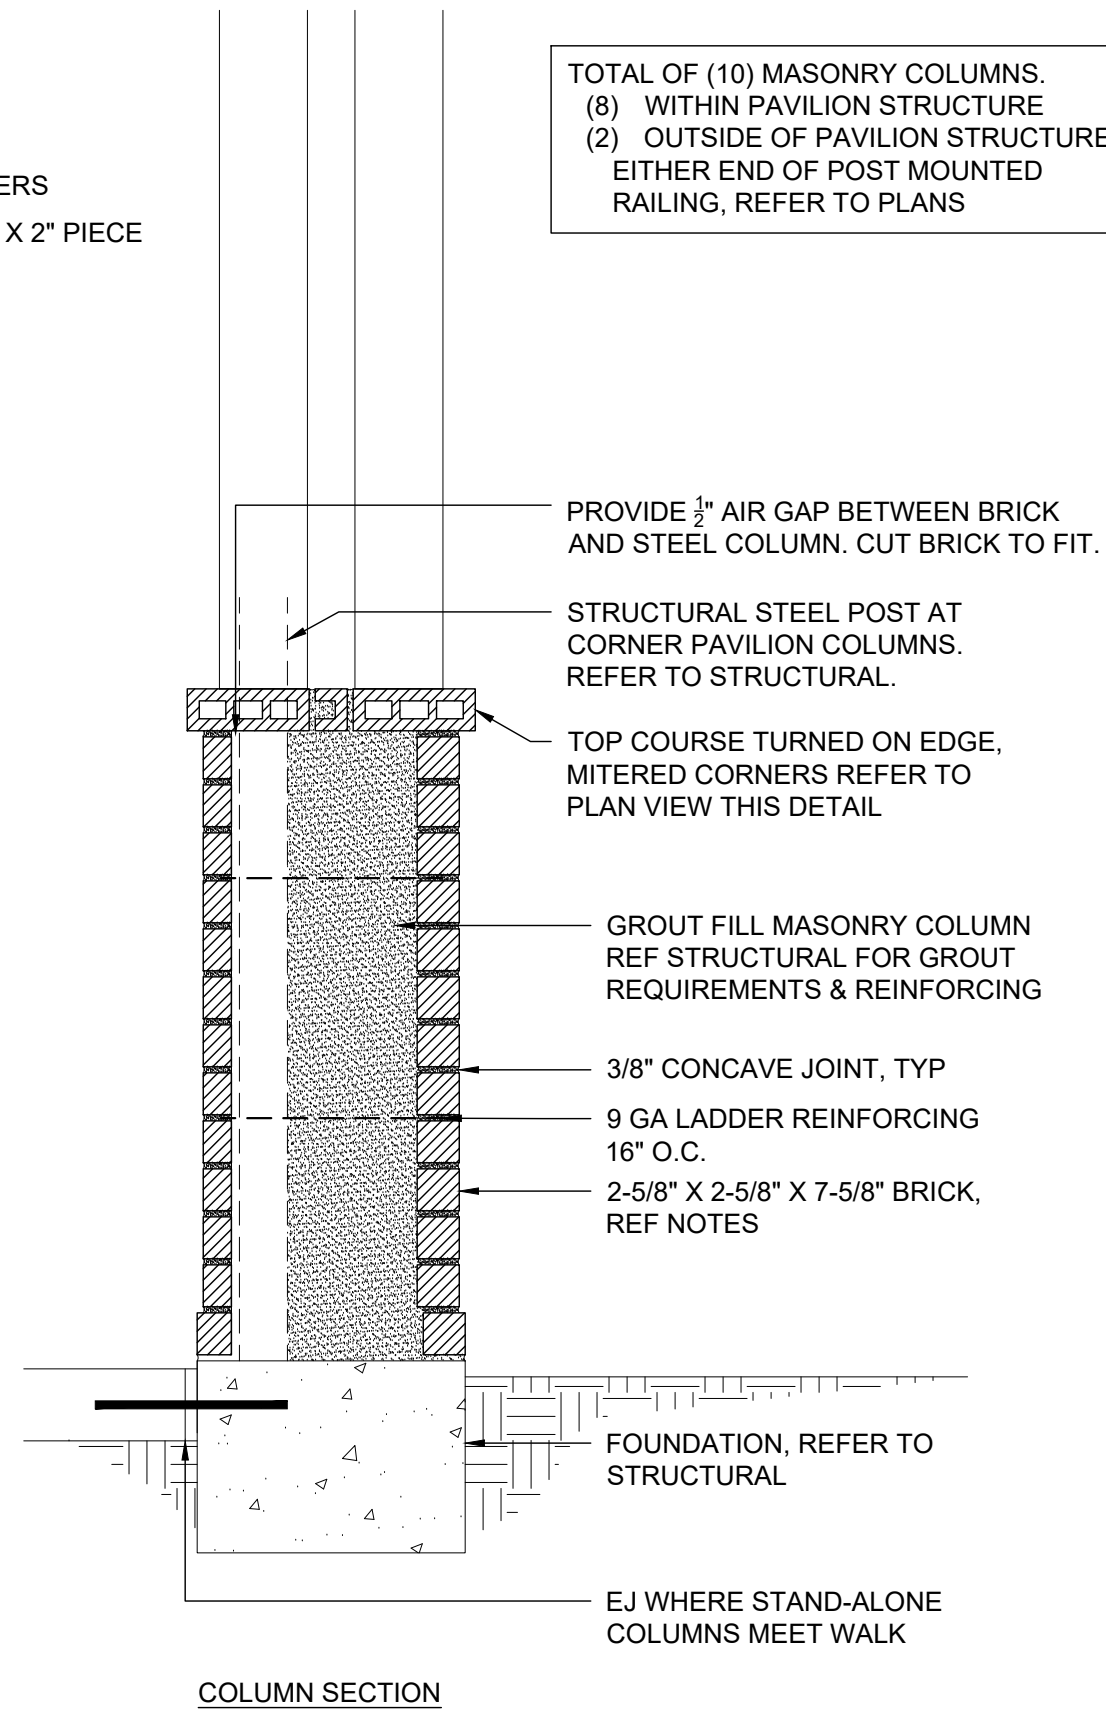 TOTAL OF (10) MASONRY COLUMNS.
(8) WITHIN PAVILION STRUCTURE
(2) OUTSIDE OF PAVILION STRUCTURE
EITHER END OF POST MOUNTED
RAILING, REFER TO PLANS
ERS
X 2" PIECE
PROVIDE 1/2" AIR GAP BETWEEN BRICK
AND STEEL COLUMN. CUT BRICK TO FIT.
STRUCTURAL STEEL POST AT
CORNER PAVILION COLUMNS.
REFER TO STRUCTURAL.
TOP COURSE TURNED ON EDGE,
MITERED CORNERS REFER TO
PLAN VIEW THIS DETAIL
GROUT FILL MASONRY COLUMN
REF STRUCTURAL FOR GROUT
REQUIREMENTS & REINFORCING
3/8" CONCAVE JOINT, TYP
9 GA LADDER REINFORCING
16" O.C.
2-5/8" X 2-5/8" X 7-5/8" BRICK,
REF NOTES
FOUNDATION, REFER TO
STRUCTURAL
EJ WHERE STAND-ALONE
COLUMNS MEET WALK
COLUMN SECTION